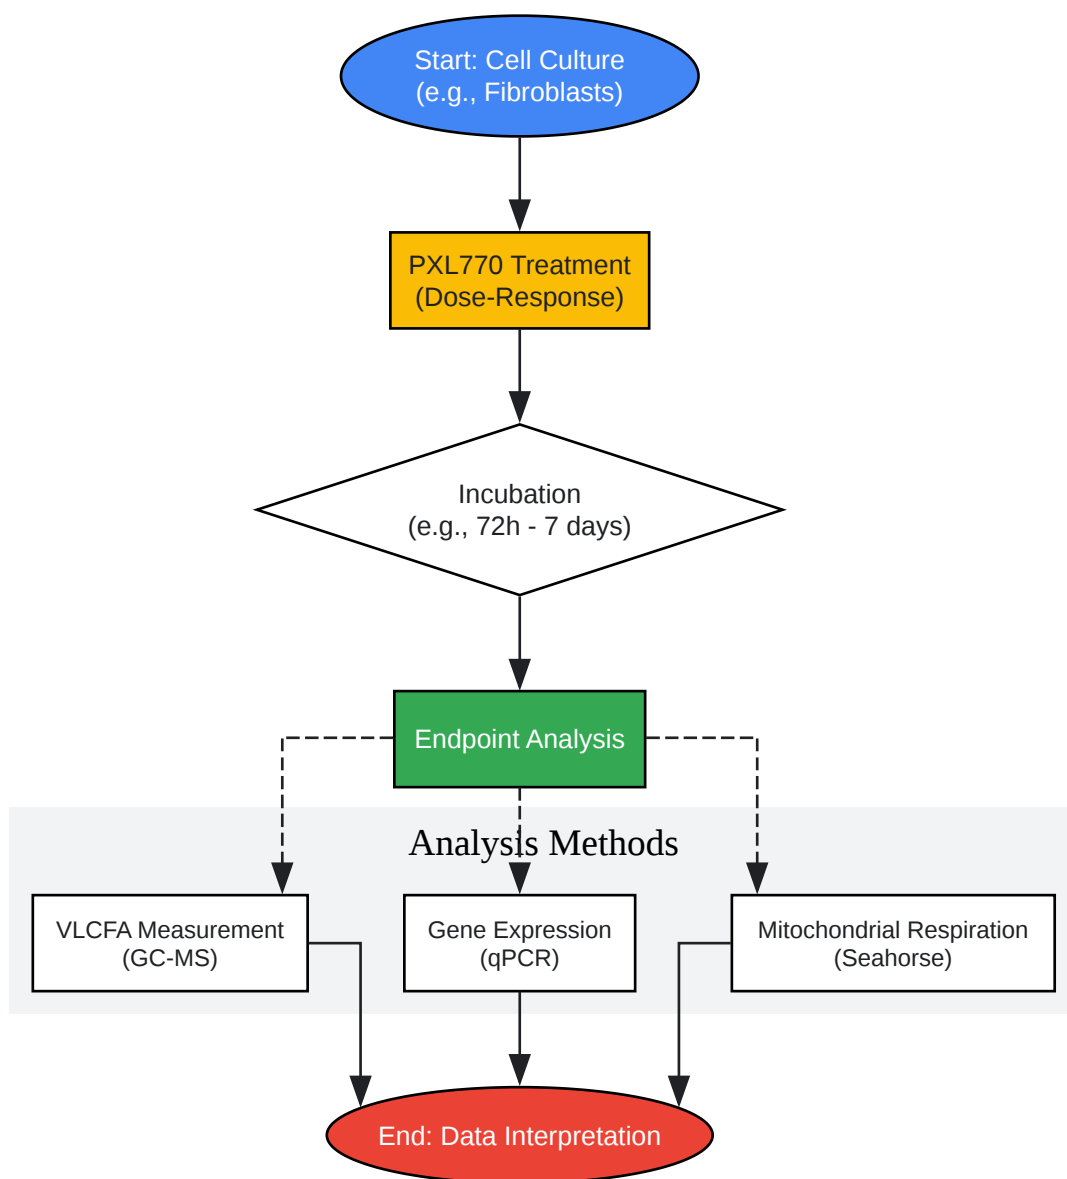 Start: Cell Culture
(e.g., Fibroblasts)
PXL770 Treatment
(Dose-Response)
Incubation
(e.g., 72h - 7 days)
Endpoint Analysis
Analysis Methods
VLCFA Measurement
(GC-MS)
Gene Expression
(qPCR)
Mitochondrial Respiration
(Seahorse)
End: Data Interpretation